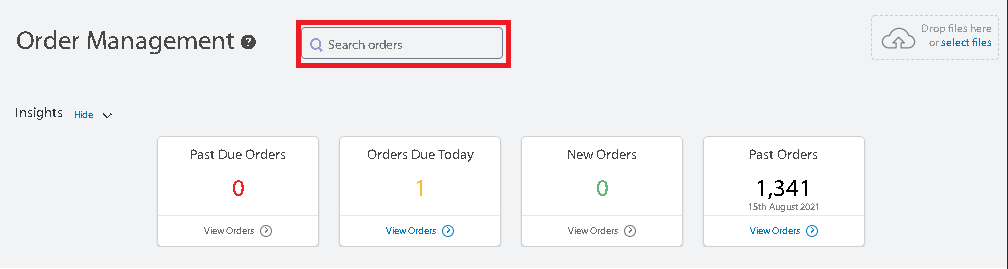 Order Management ?
Search orders
Drop files here
or select files
Insights Hide
Past Due Orders
0
View Orders
Orders Due Today
1
View Orders
New Orders
0
View Orders
Past Orders
1,341
15th August 2021
View Orders